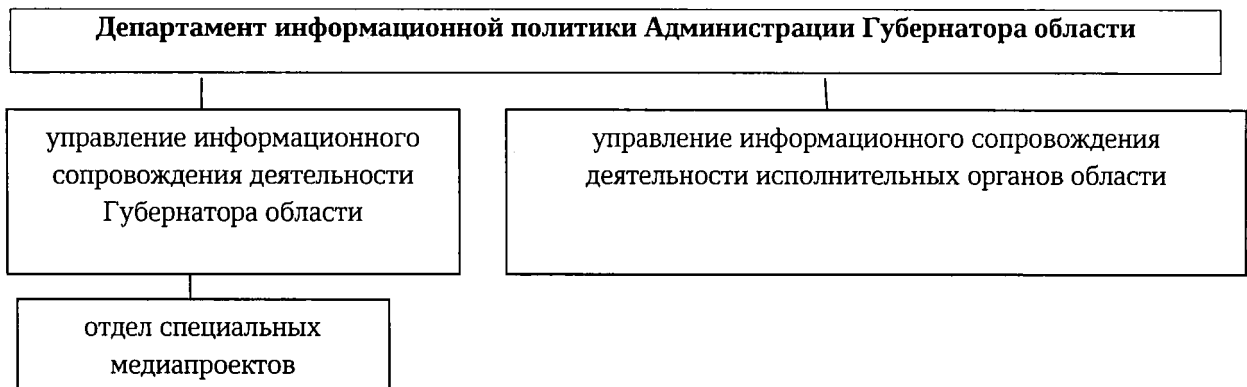 Департамент информационной политики Администрации Губернатора области
управление информационного
сопровождения деятельности
Губернатора области
управление информационного сопровождения
деятельности исполнительных органов области
отдел специальных
медиапроектов